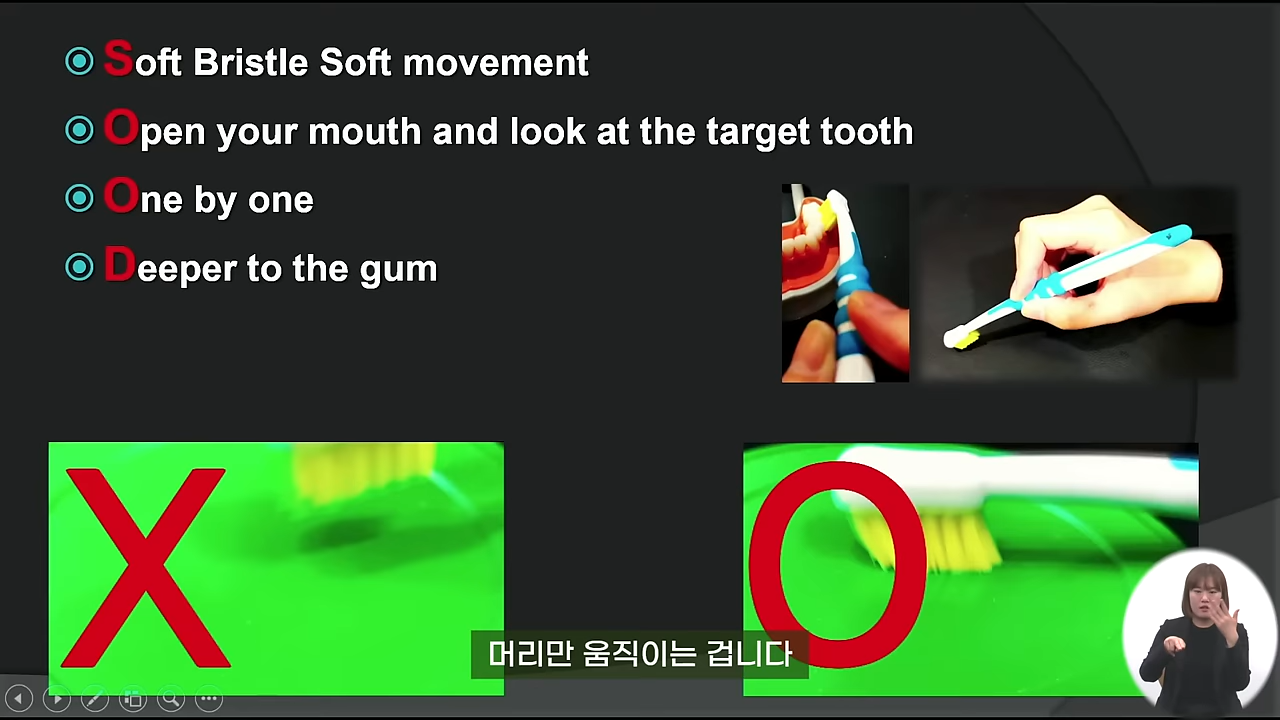 Soft Bristle Soft movement
Open your mouth and look at the target tooth
One by one
Deeper to the gum
X
O
머리만 움직이는 겁니다